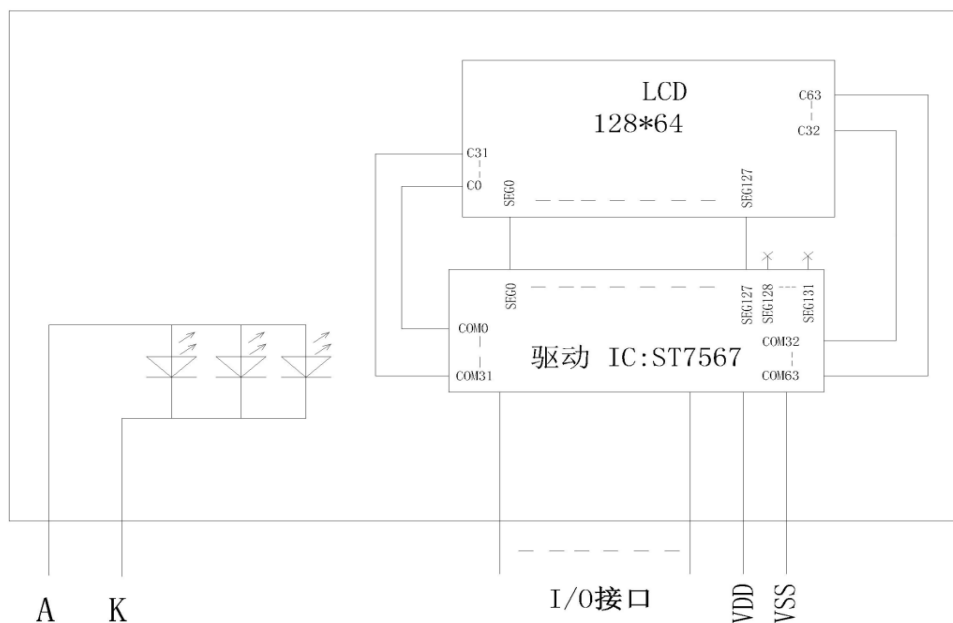 LCD
128*64
C63
C32
C31
C0
SEG0
SEG127
SEG0
SEG127
SEG128
SEG131
COM0
COM31
驱动 IC:ST7567
COM32
COM63
A
K
I/O接口
VDD
VSS